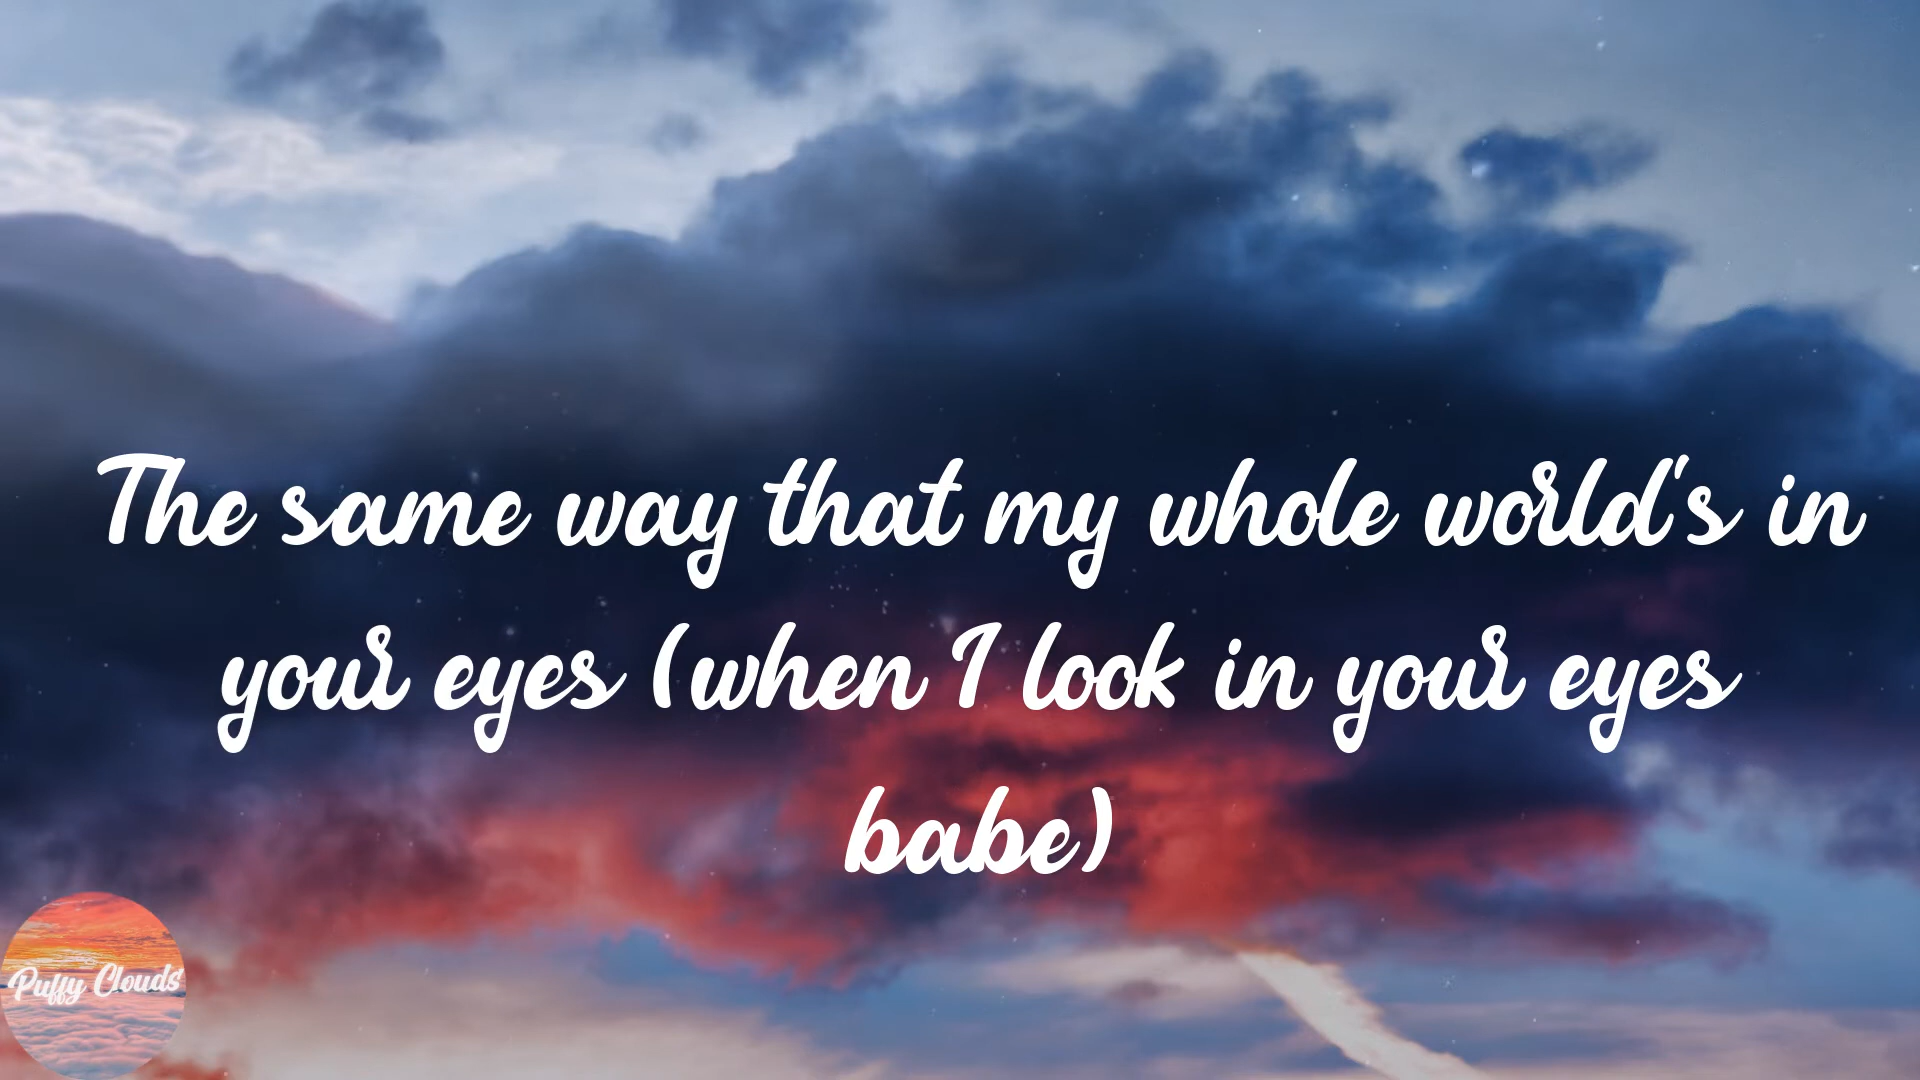 The same way that my whole world's in
your eyes (when I look in your eyes
babe)
Puffy Clouds